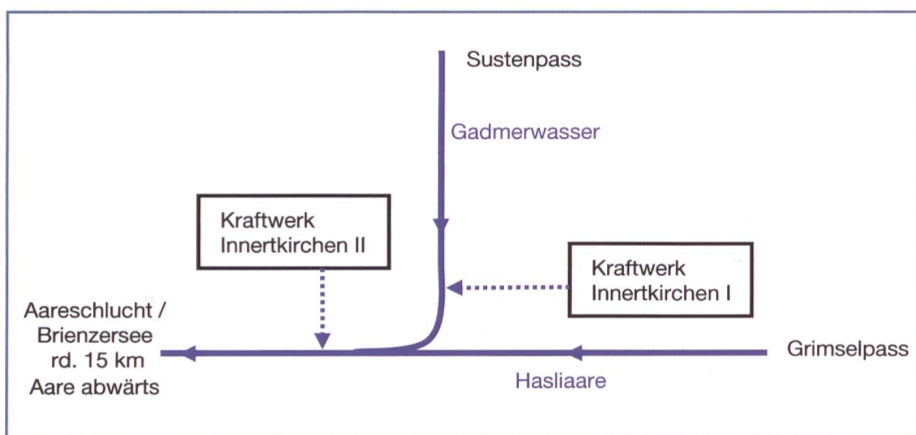 Sustenpass
Gadmerwasser
Kraftwerk
Innertkirchen II
Kraftwerk
Innertkirchen I
Aareschlucht /
Brienzersee
rd. 15 km
Aare abwärts
Grimselpass
Hasliaare